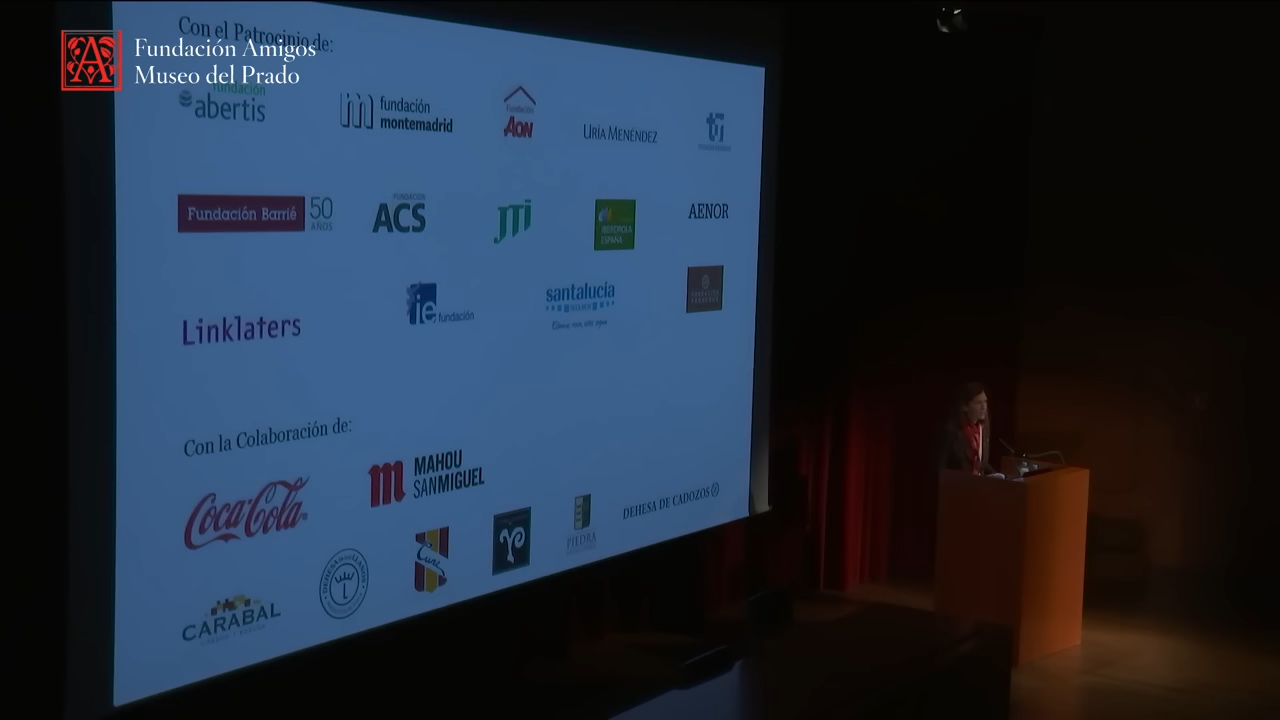 Con el Patrocinio de:
Fundación Amigos
Museo del Prado
fundación
abertis
fundación
montemadrid
Fundación
AON
URÍA MENÉNDEZ
Fundación Barrié
50
AÑOS
FUNDACIÓN
ACS
JTi
IBERDROLA
ESPAÑA
AENOR
Linklaters
ie fundación
santalucía
SEGUROS
Con la Colaboración de:
Coca-Cola
MAHOU
SANMIGUEL
CARABAL
PIEDRA
DEHESA DE CADOZOS